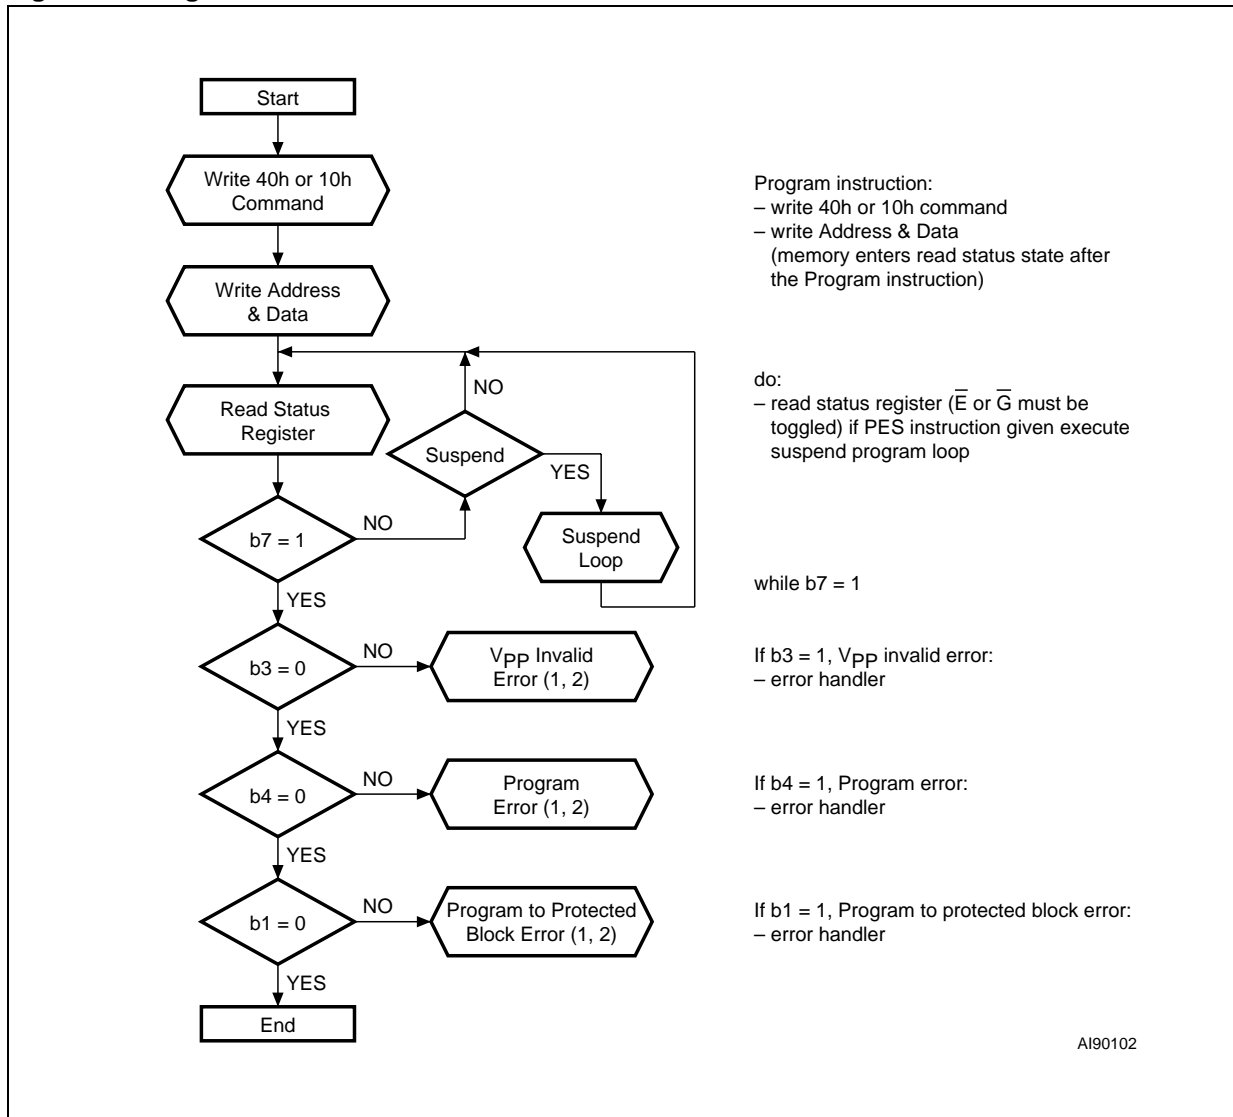 Start
Write 40h or 10h
Command
Write Address
& Data
Read Status
Register
NO
Suspend
YES
Suspend
Loop
b7 = 1
NO
YES
b3 = 0
NO
VPP Invalid
Error (1, 2)
YES
b4 = 0
NO
Program
Error (1, 2)
YES
b1 = 0
NO
Program to Protected
Block Error (1, 2)
YES
End
Program instruction:
– write 40h or 10h command
– write Address & Data
(memory enters read status state after
the Program instruction)
do:
– read status register (E̅ or G̅ must be
toggled) if PES instruction given execute
suspend program loop
while b7 = 1
If b3 = 1, VPP invalid error:
– error handler
If b4 = 1, Program error:
– error handler
If b1 = 1, Program to protected block error:
– error handler
AI90102